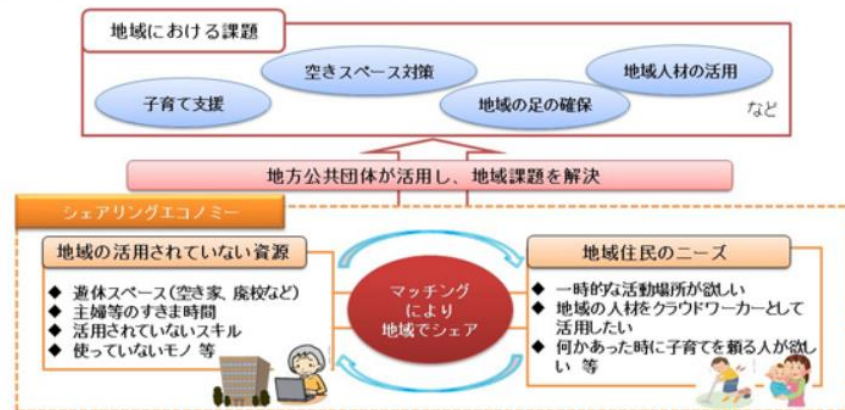 地域における課題
空きスペース対策
地域人材の活用
子育て支援
地域の足の確保
など
地方公共団体が活用し、地域課題を解決
シェアリングエコノミー
地域の活用されていない資源
◆ 遊休スペース(空き家、廃校など)
◆ 主婦等のすきま時間
◆ 活用されていないスキル
◆ 使っていないモノ 等
マッチング
により
地域でシェア
地域住民のニーズ
◆ 一時的な活動場所が欲しい
◆ 地域の人材をクラウドワーカーとして
活用したい
◆ 何かあった時に子育てを頼る人が欲し
い 等